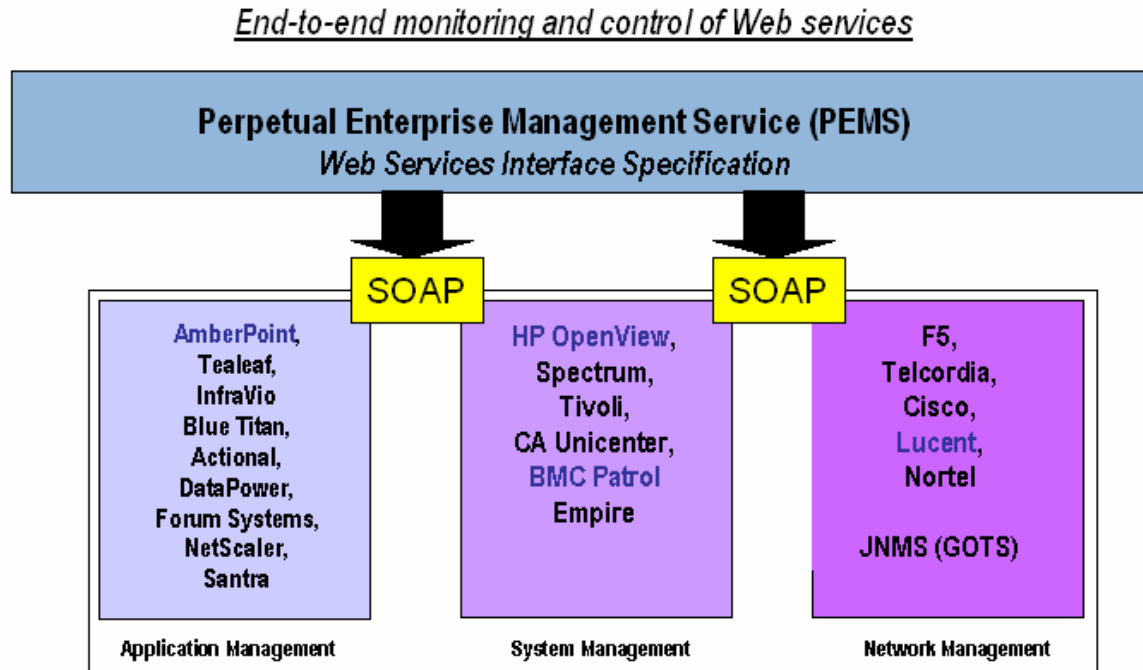 End-to-end monitoring and control of Web services
Perpetual Enterprise Management Service (PEMS)
Web Services Interface Specification
SOAP
SOAP
AmberPoint,
Tealeaf,
InfraVio
Blue Titan,
Actional,
DataPower,
Forum Systems,
NetScaler,
Santra
Application Management
HP OpenView,
Spectrum,
Tivoli,
CA Unicenter,
BMC Patrol
Empire
System Management
F5,
Telcordia,
Cisco,
Lucent,
Nortel
JNMS (GOTS)
Network Management